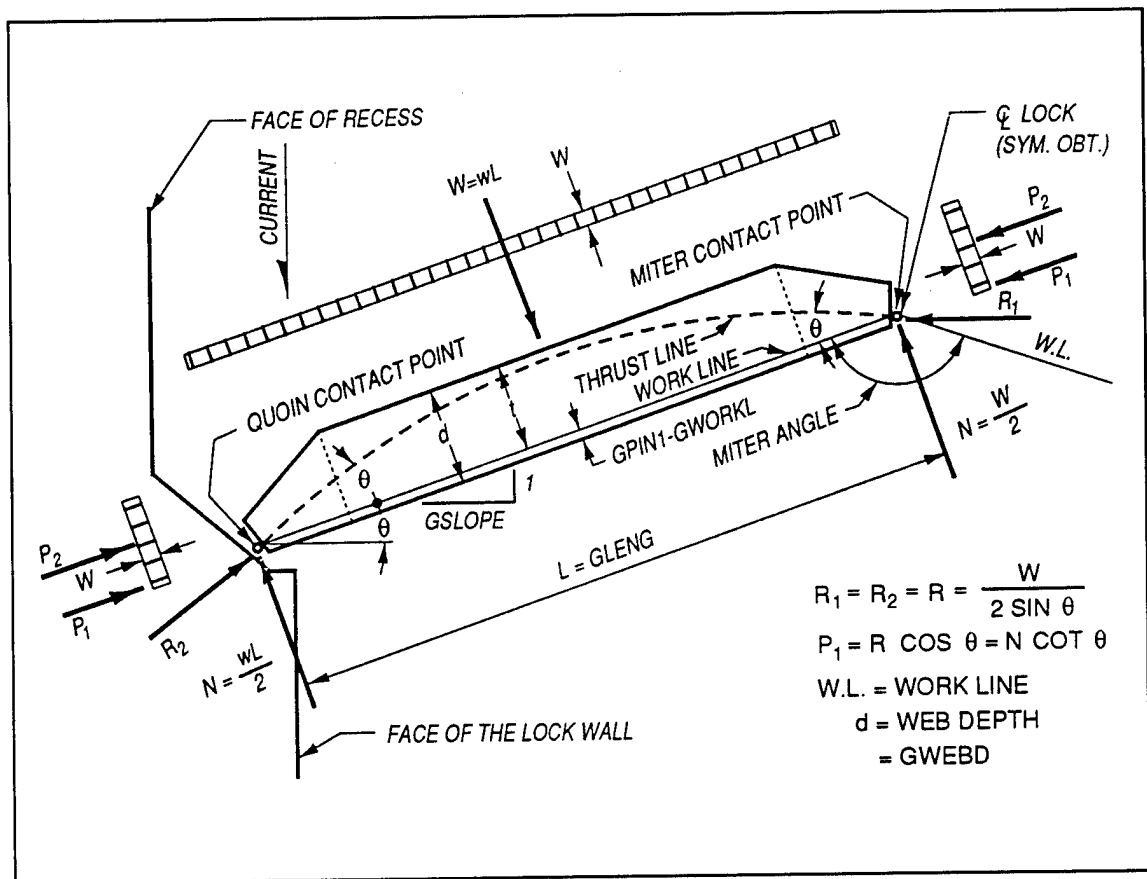 FACE OF RECESS
CURRENT
W=wL
W
℄ LOCK
(SYM. OBT.)
MITER CONTACT POINT
P2
W
P1
R1
W.L.
QUOIN CONTACT POINT
THRUST LINE
WORK LINE
θ
d
GPIN1-GWORKL
MITER ANGLE
N = W/2
θ
θ
1
GSLOPE
L = GLENG
P2
W
P1
R2
N = wL/2
FACE OF THE LOCK WALL
R1 = R2 = R = W / 2 SIN θ
P1 = R COS θ = N COT θ
W.L. = WORK LINE
d = WEB DEPTH
= GWEBD